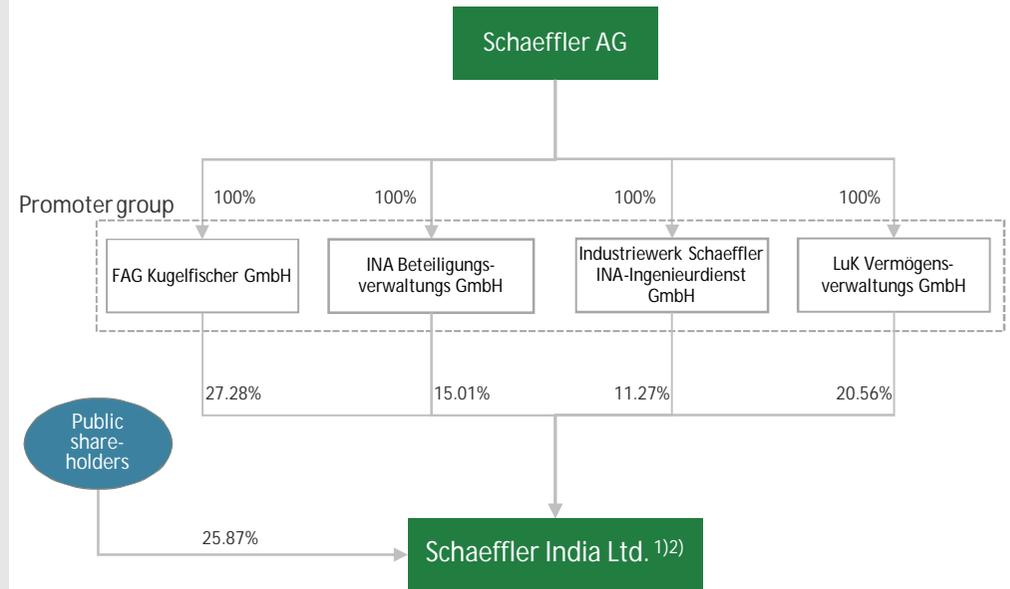 Schaeffler AG
100%
100%
100%
100%
Promoter group
FAG Kugelfischer GmbH
INA Beteiligungs-
verwaltungs GmbH
Industriewerk Schaeffler
INA-Ingenieurdienst
GmbH
LuK Vermögens-
verwaltungs GmbH
27.28%
15.01%
11.27%
20.56%
Public
share-
holders
25.87%
Schaeffler India Ltd. 1)2)